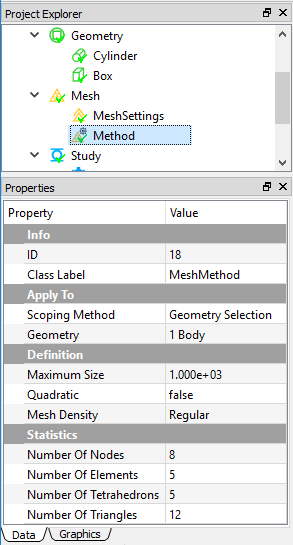 Project Explorer
Geometry
Cylinder
Box
Mesh
MeshSettings
Method
Study
Properties
Property Value
Info
ID 18
Class Label MeshMethod
Apply To
Scoping Method Geometry Selection
Geometry 1 Body
Definition
Maximum Size 1.000e+03
Quadratic false
Mesh Density Regular
Statistics
Number Of Nodes 8
Number Of Elements 5
Number Of Tetrahedrons 5
Number Of Triangles 12
Data Graphics